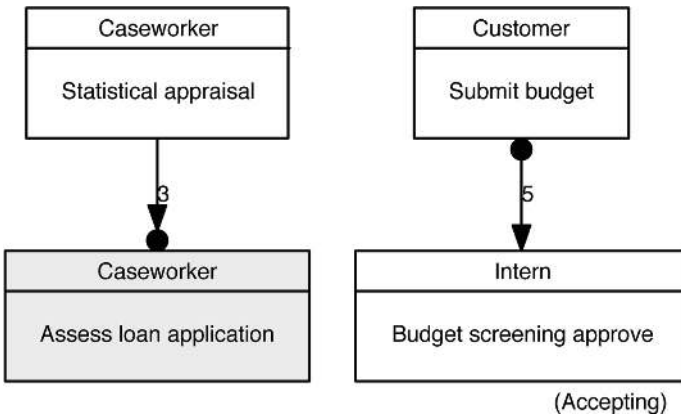 Caseworker
Statistical appraisal
Customer
Submit budget
3
5
Caseworker
Assess loan application
Intern
Budget screening approve
(Accepting)